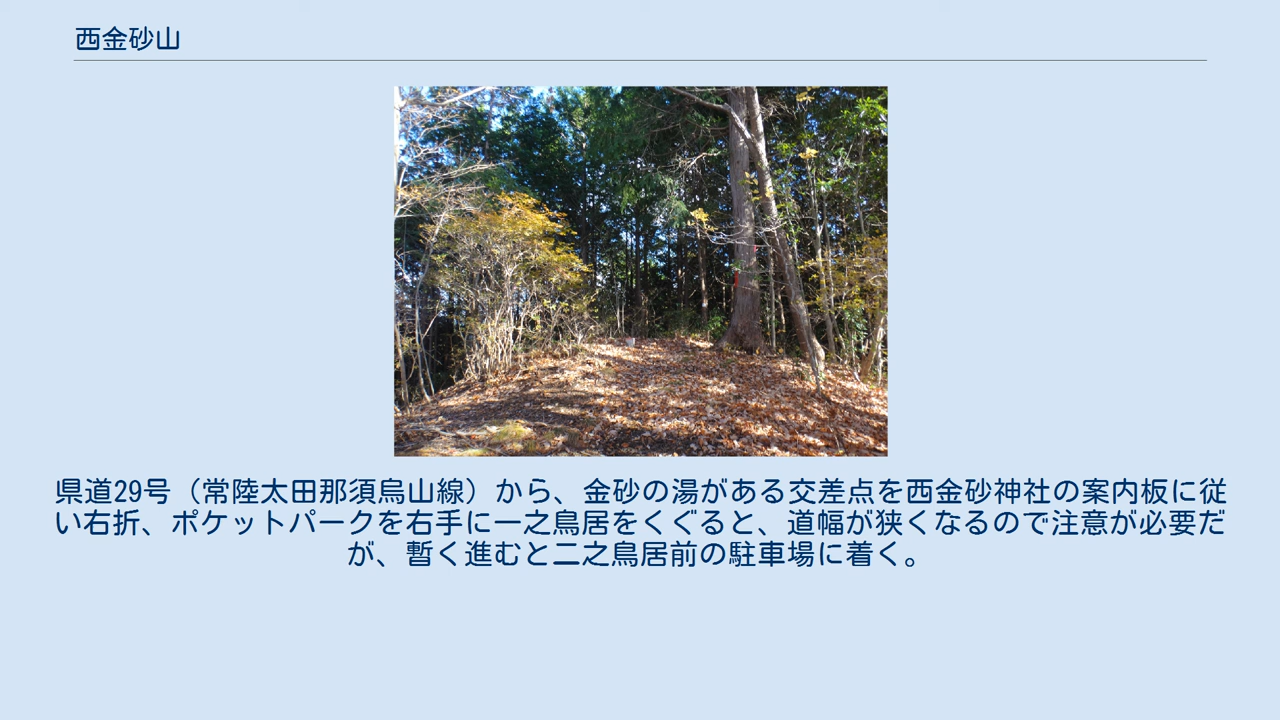 西金砂山
県道29号（常陸太田那須烏山線）から、金砂の湯がある交差点を西金砂神社の案内板に従
い右折、ポケットパークを右手に一之鳥居をくぐると、道幅が狭くなるので注意が必要だ
が、暫く進むと二之鳥居前の駐車場に着く。